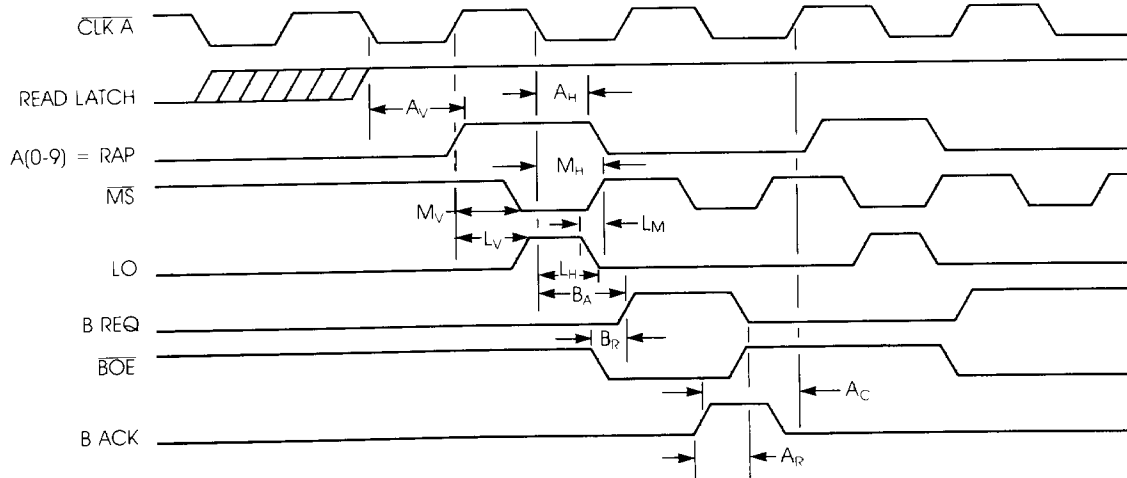 CLK A
READ LATCH
A_V
A_H
A(0-9) = RAP
M_H
MS
M_V
L_M
L_V
LO
L_H
B_A
B REQ
B_R
BOE
A_C
B ACK
A_R